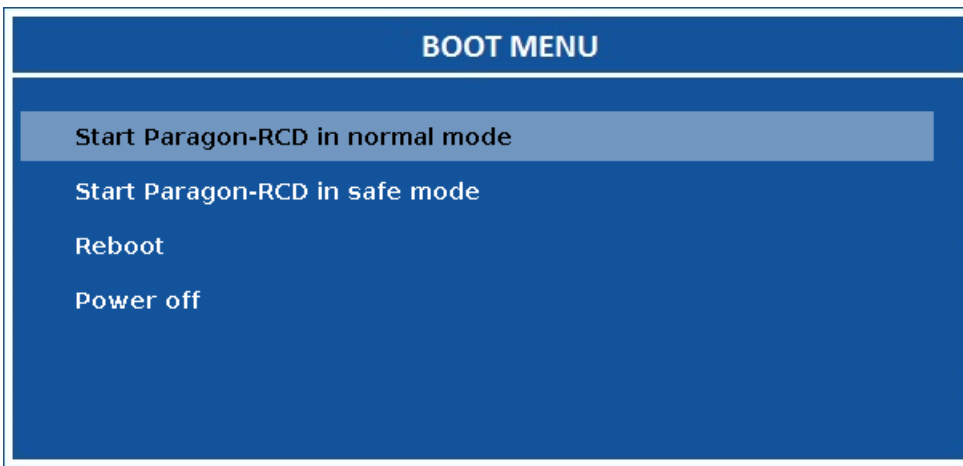 BOOT MENU
Start Paragon-RCD in normal mode
Start Paragon-RCD in safe mode
Reboot
Power off